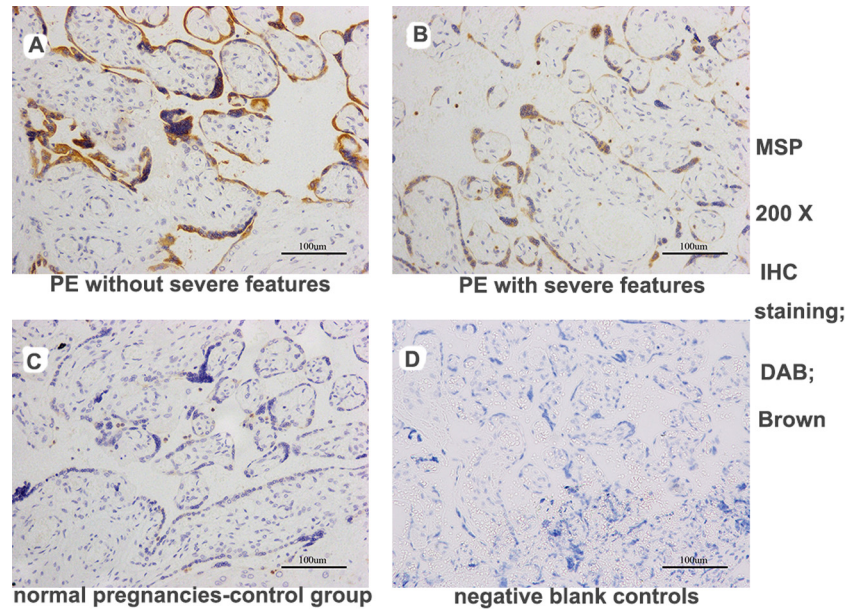 A
100um
PE without severe features
B
100um
PE with severe features
MSP
200 X
IHC
staining;
DAB;
Brown
C
100um
normal pregnancies-control group
D
100um
negative blank controls